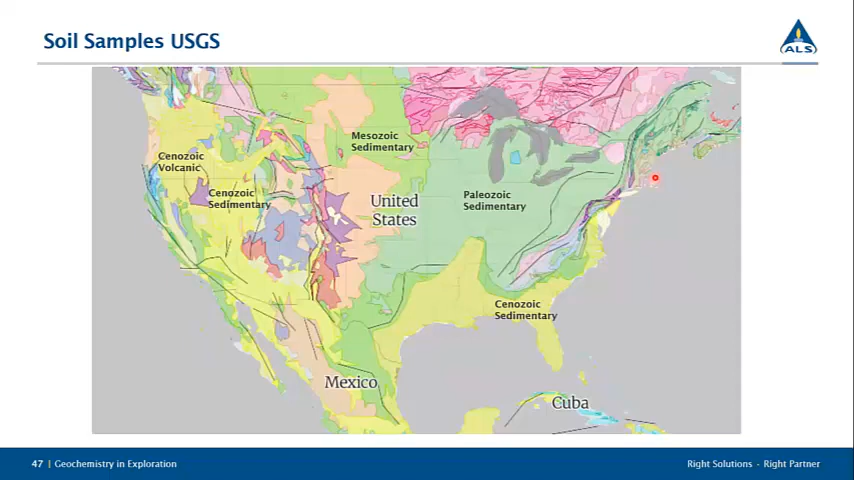 Soil Samples USGS
ALS
Mesozoic
Sedimentary
Cenozoic
Volcanic
Cenozoic
Sedimentary
United
States
Paleozoic
Sedimentary
Cenozoic
Sedimentary
Mexico
Cuba
47 | Geochemistry in Exploration
Right Solutions · Right Partner